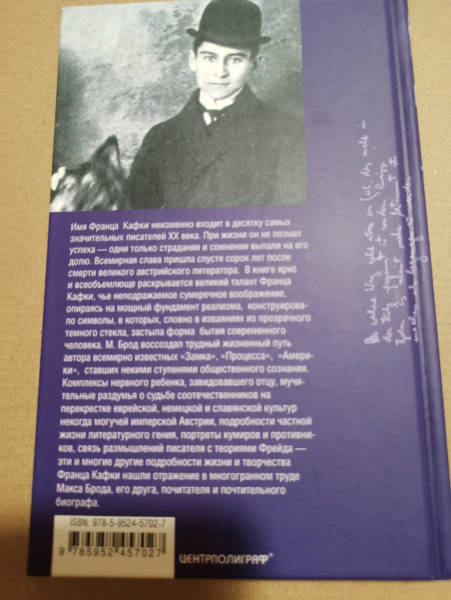 Имя Франца Кафки неизменно входит в десятку самых
значительных писателей XX века. При жизни он не познал
успеха — одни только страдания и сомнения выпали на его
долю. Всемирная слава пришла спустя сорок лет после
смерти великого австрийского литератора. В книге ярко
и всеобъемлюще раскрывается великий талант Франца
Кафки, чье неподражаемое сумеречное воображение,
опираясь на мощный фундамент реализма, конструирова-
ло символы, в которых, словно в изваяниях из прозрачного
темного стекла, застыла форма бытия современного
человека. М. Брод воссоздал трудный жизненный путь
автора всемирно известных «Замка», «Процесса», «Амери-
ки», ставших некими ступенями общественного сознания.
Комплексы нервного ребенка, завидовавшего отцу, мучи-
тельные раздумья о судьбе соотечественников на
перекрестке еврейской, немецкой и славянской культур
некогда могучей имперской Австрии, подробности частной
жизни литературного гения, портреты кумиров и противни-
ков, связь размышлений писателя с теориями Фрейда —
эти и многие другие подробности жизни и творчества
Франца Кафки нашли отражение в многогранном труде
Макса Брода, его друга, почитателя и почтительного
биографа.
ISBN: 978-5-9524-5702-7
9 785952 457027
ЦЕНТРПОЛИГРАФ®